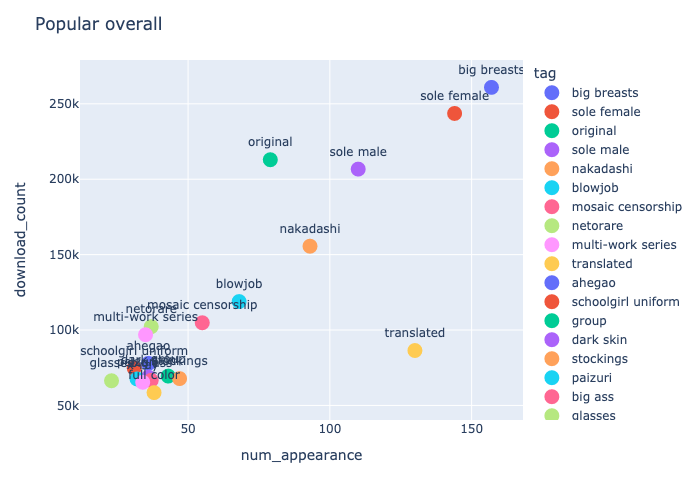 Popular overall
big breasts
sole female
original
sole male
nakadashi
blowjob
mosaic censorship
netorare
multi-work series
translated
ahegao
schoolgirl uniform
glasses
stockings
full color
250k
200k
150k
100k
50k
50
100
150
download_count
num_appearance
tag
big breasts
sole female
original
sole male
nakadashi
blowjob
mosaic censorship
netorare
multi-work series
translated
ahegao
schoolgirl uniform
group
dark skin
stockings
paizuri
big ass
glasses